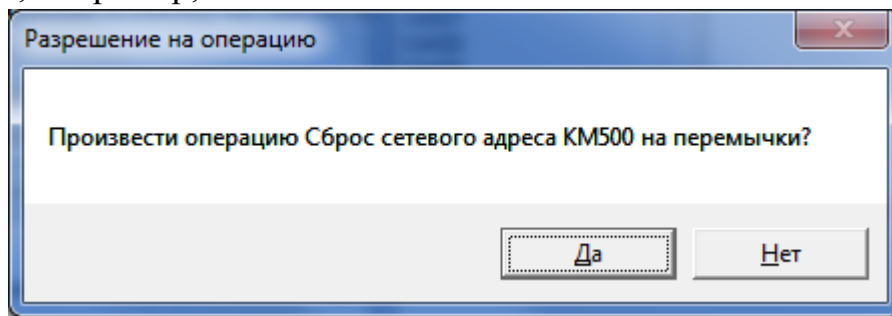 Разрешение на операцию
Произвести операцию Сброс сетевого адреса КМ500 на перемычки?
Да
Нет